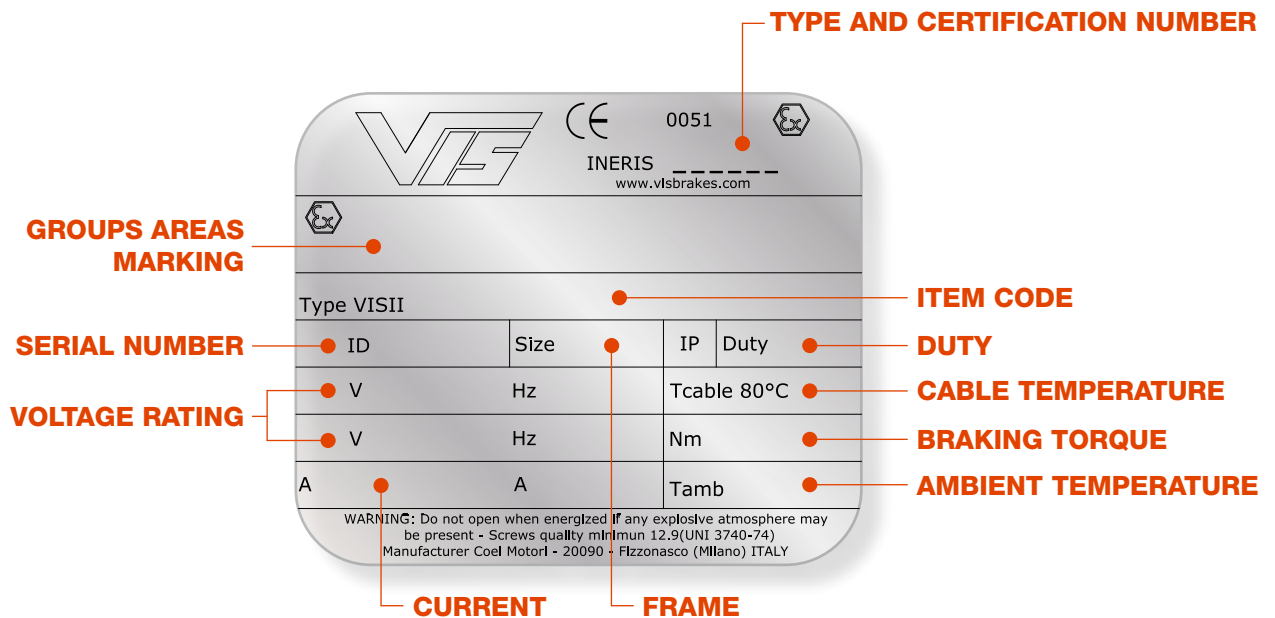 TYPE AND CERTIFICATION NUMBER
VIS CE 0051 Ex
INERIS _ _ _ _ _ _
www.vlsbrakes.com
Ex
GROUPS AREAS
MARKING
Type VISII
ITEM CODE
SERIAL NUMBER
ID Size IP Duty
DUTY
V Hz Tcable 80°C
CABLE TEMPERATURE
VOLTAGE RATING
V Hz Nm
BRAKING TORQUE
A A Tamb
AMBIENT TEMPERATURE
WARNING: Do not open when energized if any explosive atmosphere may
be present - Screws quality minimun 12.9(UNI 3740-74)
Manufacturer Coel Motori - 20090 - Fizzonasco (Milano) ITALY
CURRENT
FRAME